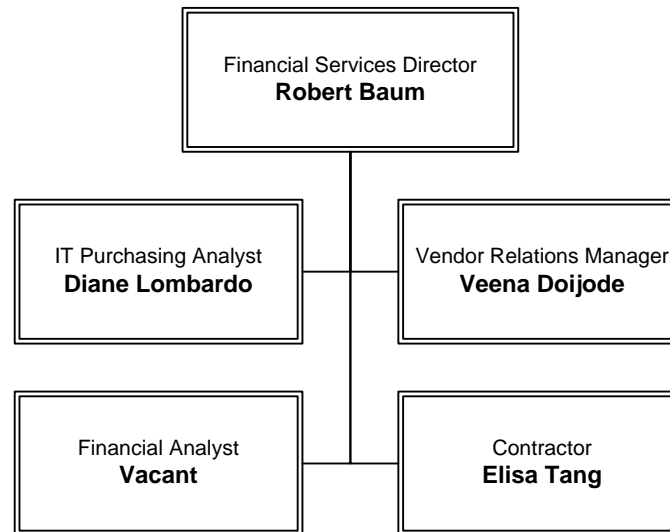 Financial Services Director
Robert Baum
IT Purchasing Analyst
Diane Lombardo
Vendor Relations Manager
Veena Doijode
Financial Analyst
Vacant
Contractor
Elisa Tang